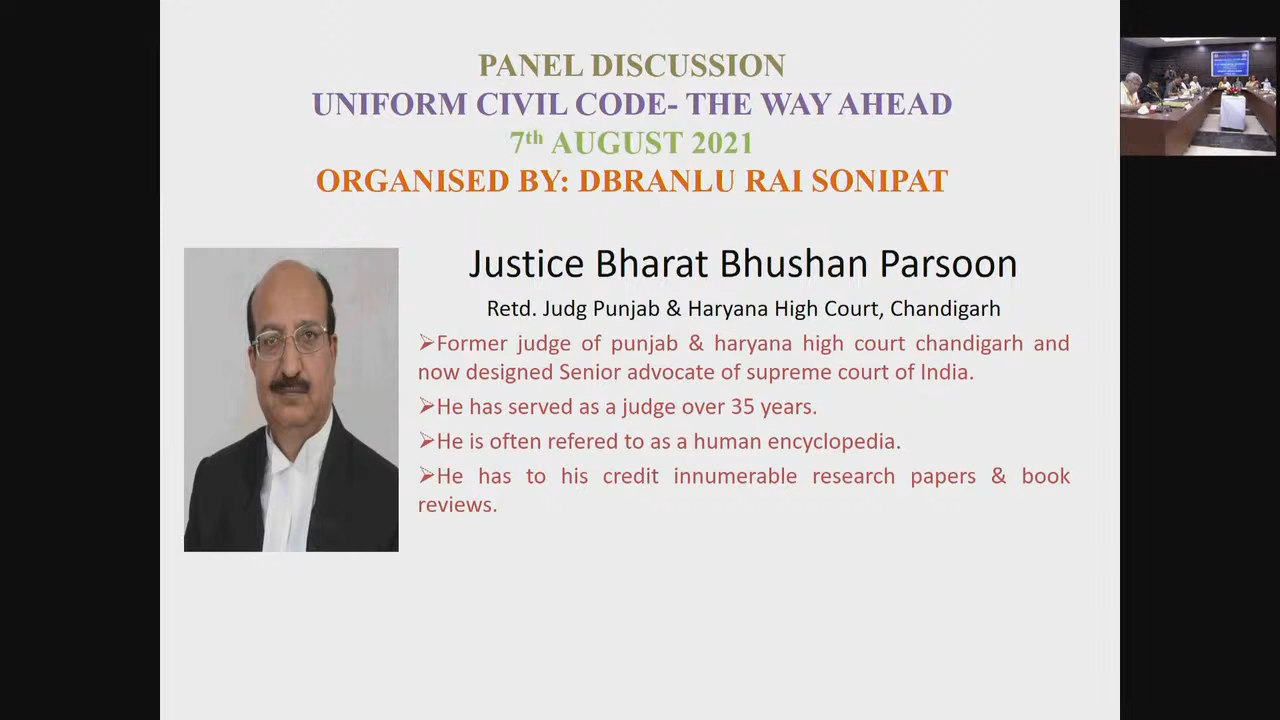 PANEL DISCUSSION
UNIFORM CIVIL CODE- THE WAY AHEAD
7th AUGUST 2021
ORGANISED BY: DBRANLU RAI SONIPAT
Justice Bharat Bhushan Parsoon
Retd. Judg Punjab & Haryana High Court, Chandigarh
➢Former judge of punjab & haryana high court chandigarh and
now designed Senior advocate of supreme court of India.
➢He has served as a judge over 35 years.
➢He is often refered to as a human encyclopedia.
➢He has to his credit innumerable research papers & book
reviews.